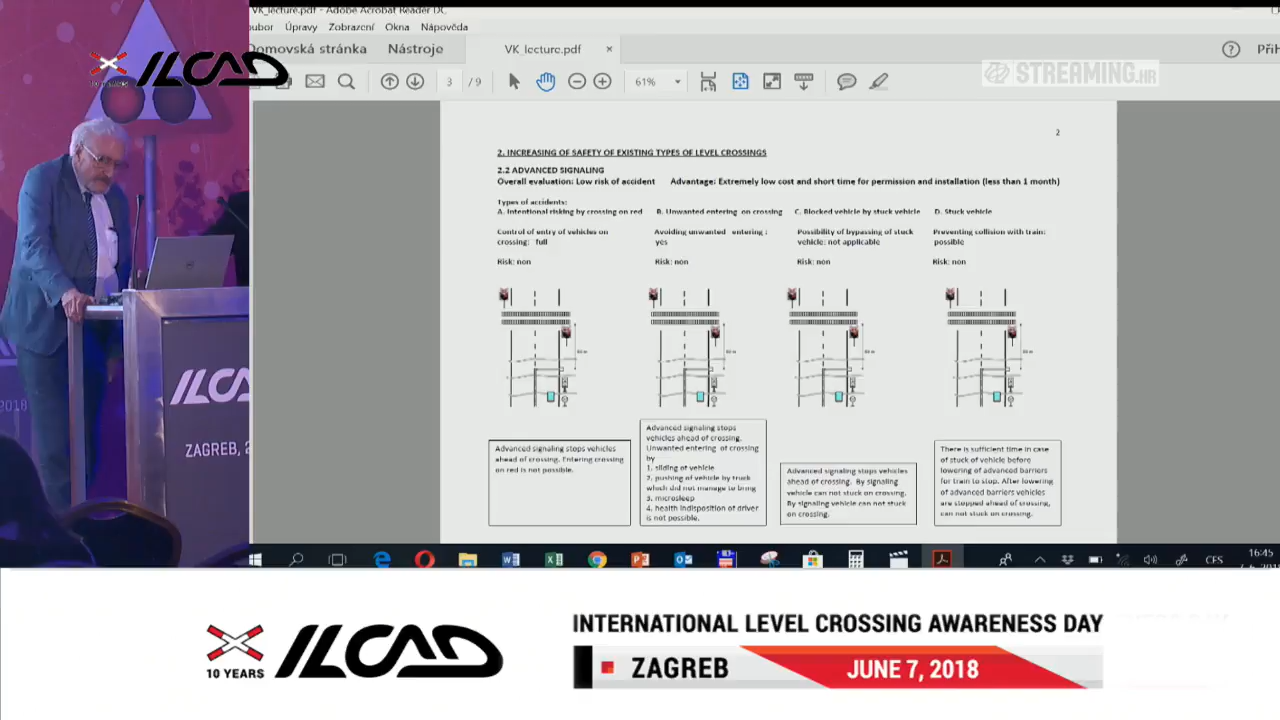 VK_lecture.pdf - Adobe Acrobat Reader DC
oubor Úpravy Zobrazení Okna Nápověda
Domovská stránka Nástroje VK_lecture.pdf × ? Přih
3 / 9 61%
STREAMING.HR
10 YEARS ILCAD
2
2. INCREASING OF SAFETY OF EXISTING TYPES OF LEVEL CROSSINGS
2.2 ADVANCED SIGNALING
Overall evaluation: Low risk of accident Advantage: Extremely low cost and short time for permission and installation (less than 1 month)
Types of accidents:
A. Intentional risking by crossing on red B. Unwanted entering on crossing C. Blocked vehicle by stuck vehicle D. Stuck vehicle
Control of entry of vehicles on
crossing: full
Avoiding unwanted entering :
yes
Possibility of bypassing of stuck
vehicle: not applicable
Preventing collision with train:
possible
Risk: non Risk: non Risk: non Risk: non
Advanced signaling stops vehicles
ahead of crossing. Entering crossing
on red is not possible.
Advanced signaling stops
vehicles ahead of crossing.
Unwanted entering of crossing
by
1. sliding of vehicle
2. pushing of vehicle by truck
which did not manage to bring
3. microsleep
4. health indisposition of driver
is not possible.
Advanced signaling stops vehicles
ahead of crossing. By signaling
vehicle can not stuck on crossing.
By signaling vehicle can not stuck
on crossing.
There is sufficient time in case
of stuck of vehicle before
lowering of advanced barriers
for train to stop. After lowering
of advanced barriers vehicles
are stopped ahead of crossing,
can not stuck on crossing.
ILCAD
ZAGREB, 2
2018
CES
16:45
10 YEARS
ILCAD
INTERNATIONAL LEVEL CROSSING AWARENESS DAY
ZAGREB JUNE 7, 2018